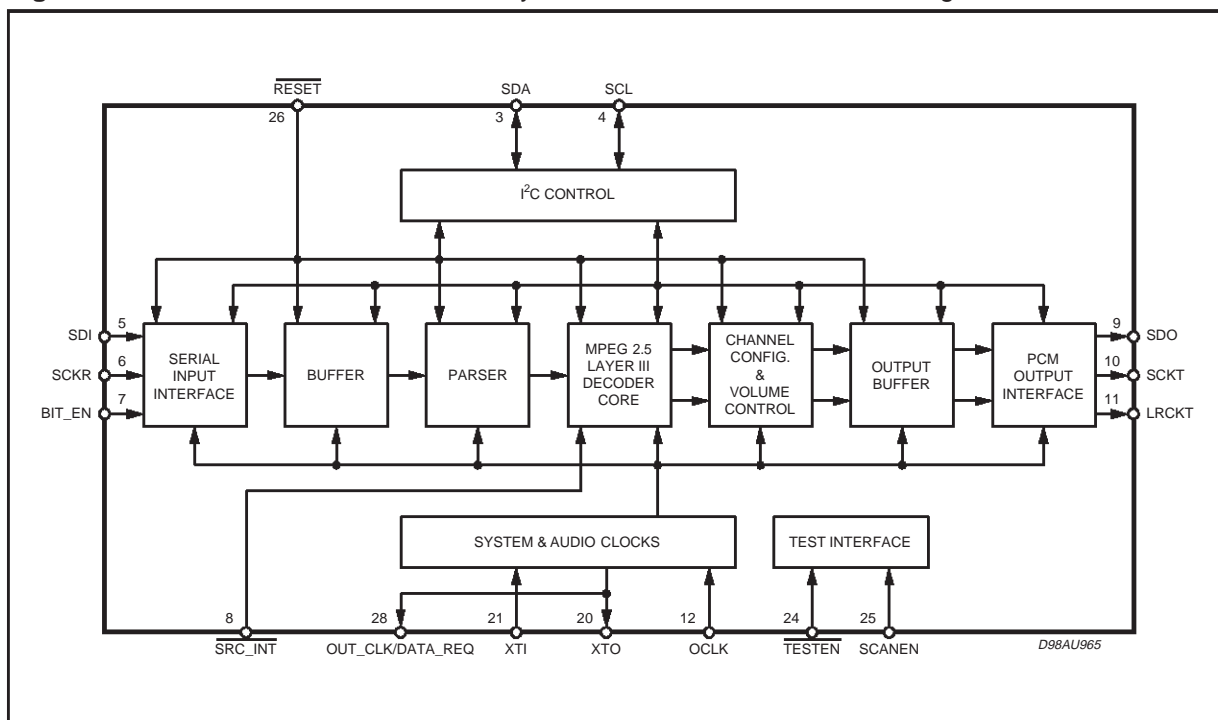 RESET
SDA
SCL
26
3
4
I²C CONTROL
SDI
5
SCKR
6
BIT_EN
7
SERIAL
INPUT
INTERFACE
BUFFER
PARSER
MPEG 2.5
LAYER III
DECODER
CORE
CHANNEL
CONFIG.
&
VOLUME
CONTROL
OUTPUT
BUFFER
PCM
OUTPUT
INTERFACE
9
SDO
10
SCKT
11
LRCKT
SYSTEM & AUDIO CLOCKS
TEST INTERFACE
8
28
21
20
12
24
25
SRC_INT
OUT_CLK/DATA_REQ
XTI
XTO
OCLK
TESTEN
SCANEN
D98AU965